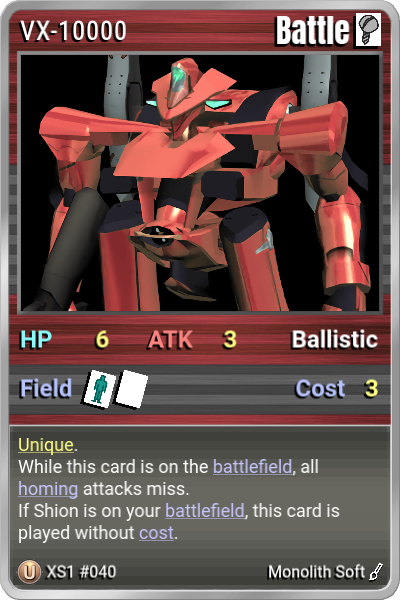 VX-10000 Battle
HP 6 ATK 3 Ballistic
Field Cost 3
Unique.
While this card is on the battlefield, all
homing attacks miss.
If Shion is on your battlefield, this card is
played without cost.
U XS1 #040 Monolith Soft